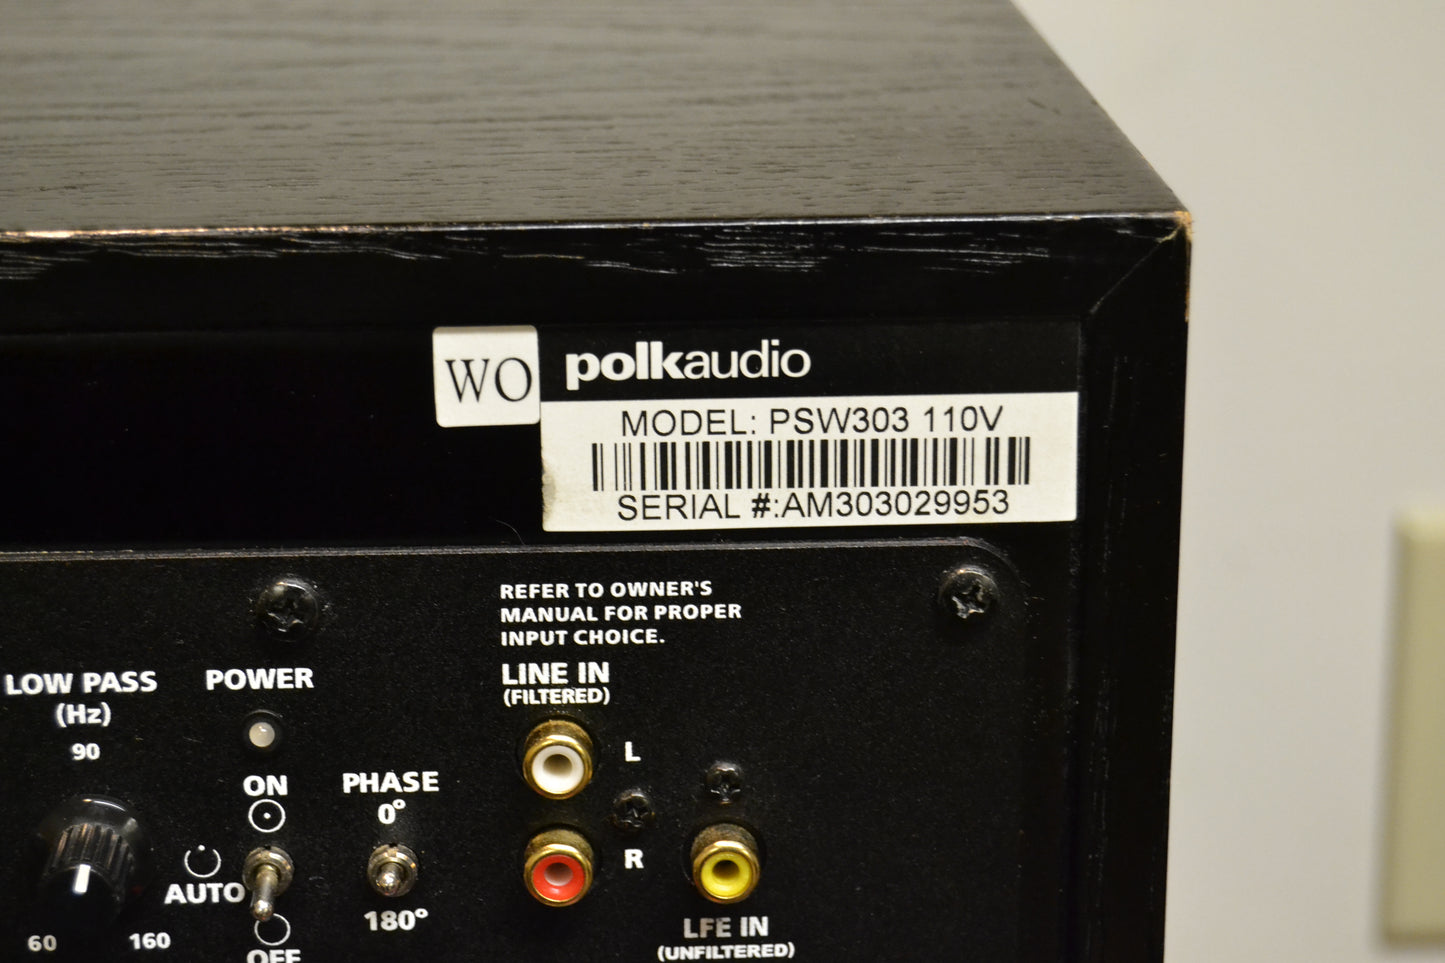 WO
polkaudio
MODEL: PSW303 110V
SERIAL #:AM303029953
REFER TO OWNER'S
MANUAL FOR PROPER
INPUT CHOICE.
LOW PASS
(Hz)
90
60
160
POWER
ON
AUTO
OFF
PHASE
0°
180°
LINE IN
(FILTERED)
L
R
LFE IN
(UNFILTERED)